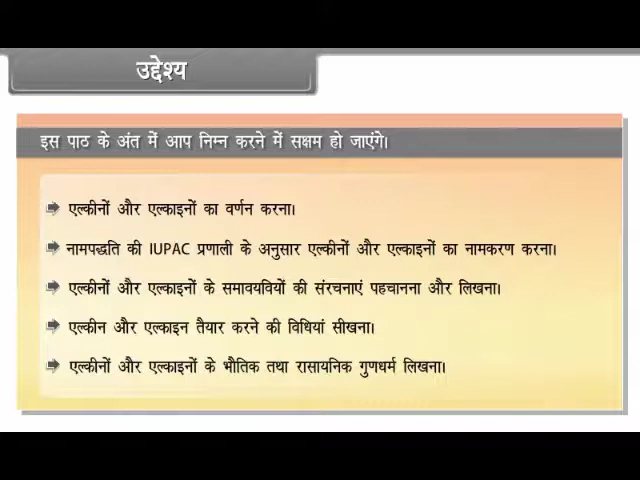 उद्देश्य
इस पाठ के अंत में आप निम्न करने में सक्षम हो जाएंगे।
एल्कीनों और एल्काइनों का वर्णन करना।
नामपद्धति की IUPAC प्रणाली के अनुसार एल्कीनों और एल्काइनों का नामकरण करना।
एल्कीनों और एल्काइनों के समावयवियों की संरचनाएं पहचानना और लिखना।
एल्कीन और एल्काइन तैयार करने की विधियां सीखना।
एल्कीनों और एल्काइनों के भौतिक तथा रासायनिक गुणधर्म लिखना।